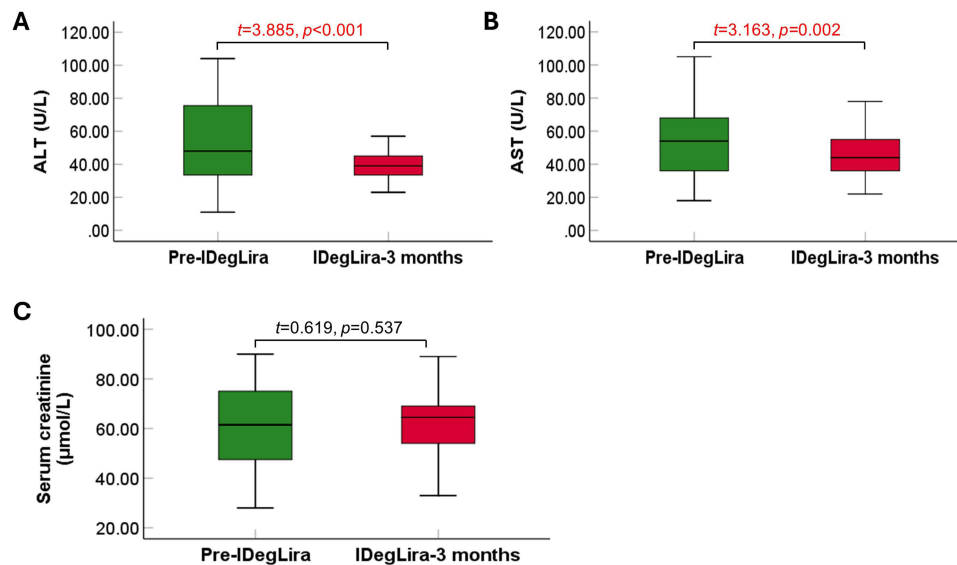 A
t=3.885, p<0.001
ALT (U/L)
120.00
100.00
80.00
60.00
40.00
20.00
.00
Pre-IDegLira
IDegLira-3 months
B
t=3.163, p=0.002
AST (U/L)
120.00
100.00
80.00
60.00
40.00
20.00
.00
Pre-IDegLira
IDegLira-3 months
C
t=0.619, p=0.537
Serum creatinine
(μmol/L)
100.00
80.00
60.00
40.00
20.00
Pre-IDegLira
IDegLira-3 months